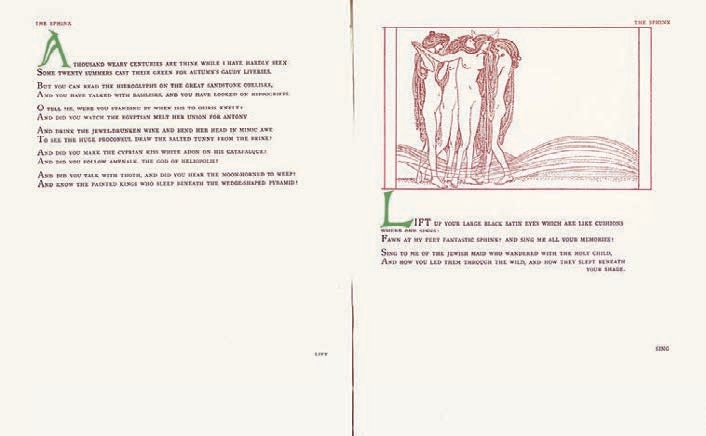 THE SPHINX
A THOUSAND WEARY CENTURIES ARE THINE WHILE I HAVE HARDLY SEEN
SOME TWENTY SUMMERS CAST THEIR GREEN FOR AUTUMN'S GAUDY LIVERIES.
BUT YOU CAN READ THE HIEROGLYPHS ON THE GREAT SANDSTONE OBELISKS,
AND YOU HAVE TALKED WITH BASILISKS, AND YOU HAVE LOOKED ON HIPPOGRIFFS.
O TELL ME, WERE YOU STANDING BY WHEN ISIS TO OSIRIS KNELT?
AND DID YOU WATCH THE EGYPTIAN MELT HER UNION FOR ANTONY
AND DRINK THE JEWEL-DRUNKEN WINE AND BEND HER HEAD IN MIMIC AWE
TO SEE THE HUGE PROCONSUL DRAW THE SALTED TUNNY FROM THE BRINE?
AND DID YOU MARK THE CYPRIAN KISS WHITE ADON ON HIS CATAFALQUE?
AND DID YOU FOLLOW AMENALK, THE GOD OF HELIOPOLIS?
AND DID YOU TALK WITH THOTH, AND DID YOU HEAR THE MOON-HORNED IO WEEP?
AND KNOW THE PAINTED KINGS WHO SLEEP BENEATH THE WEDGE-SHAPED PYRAMID?
LIFT
THE SPHINX
LIFT UP YOUR LARGE BLACK SATIN EYES WHICH ARE LIKE CUSHIONS
WHERE ONE SINKS!
FAWN AT MY FEET FANTASTIC SPHINX! AND SING ME ALL YOUR MEMORIES!
SING TO ME OF THE JEWISH MAID WHO WANDERED WITH THE HOLY CHILD,
AND HOW YOU LED THEM THROUGH THE WILD, AND HOW THEY SLEPT BENEATH
YOUR SHADE.
SING